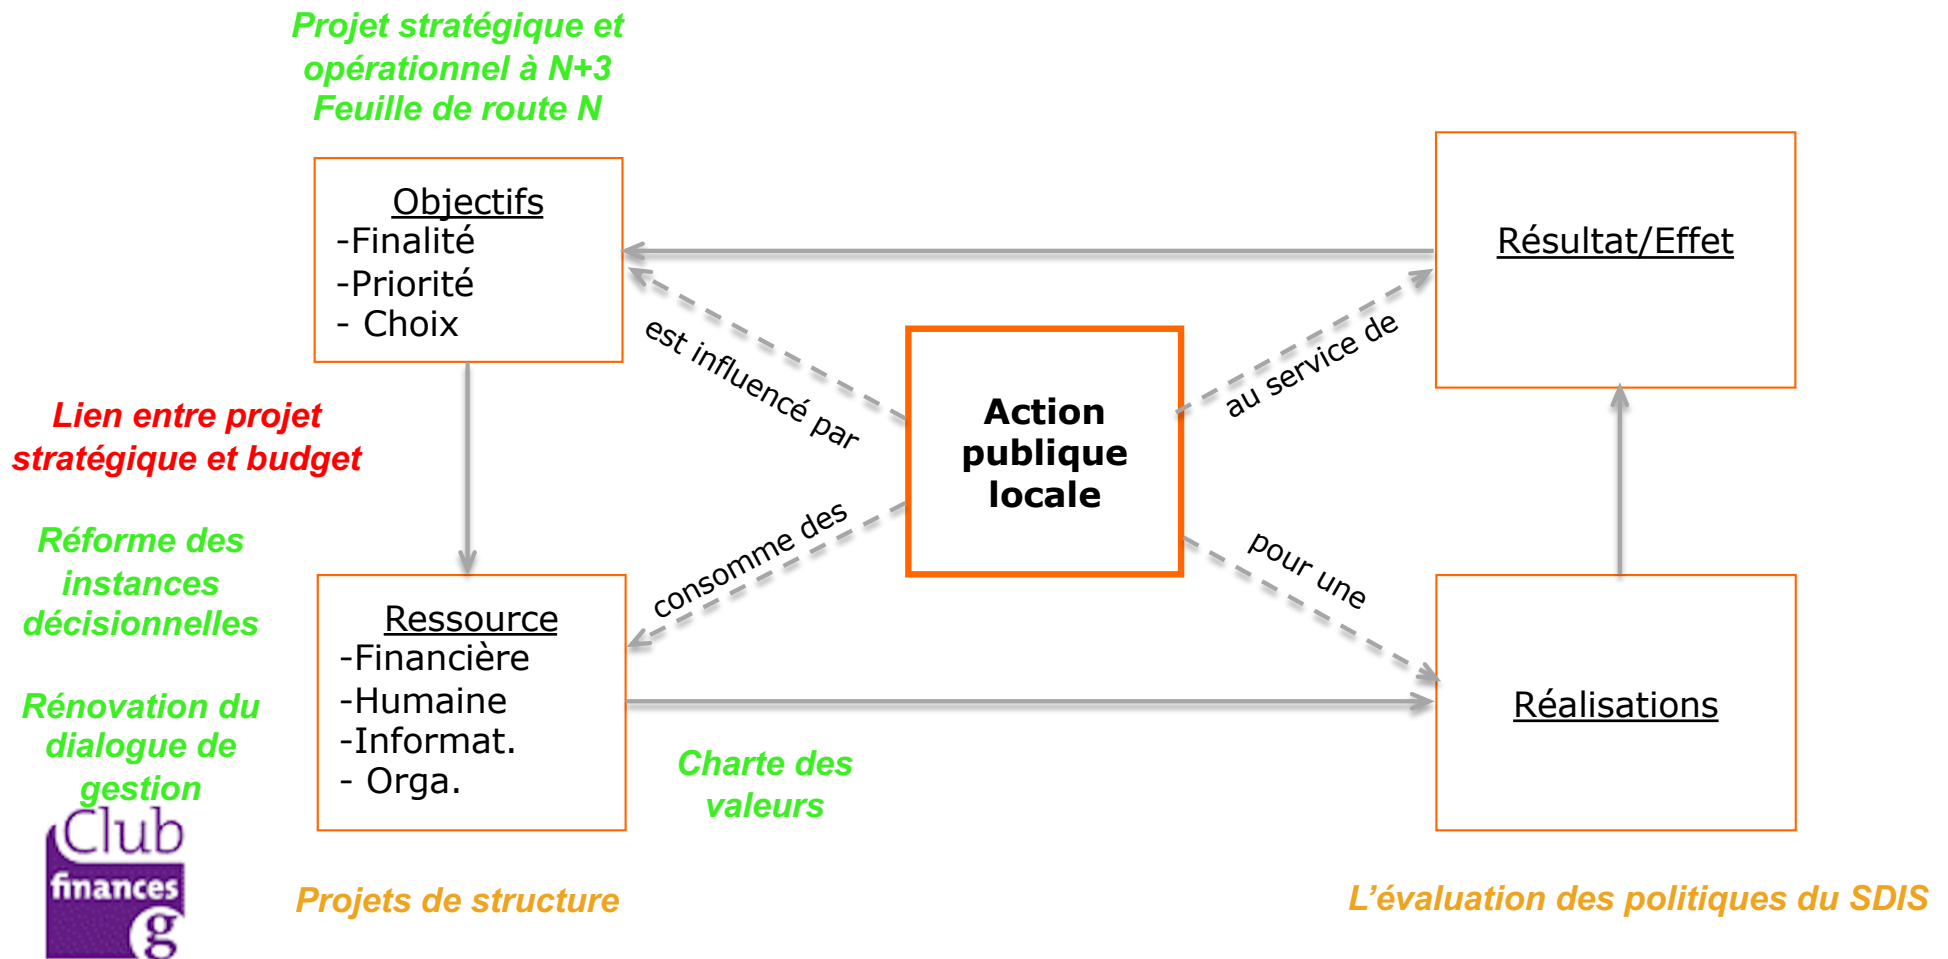 Projet stratégique et
opérationnel à N+3
Feuille de route N
Objectifs
-Finalité
-Priorité
- Choix
Résultat/Effet
est influencé par
au service de
Action
publique
locale
Lien entre projet
stratégique et budget
Réforme des
instances
décisionnelles
consomme des
pour une
Ressource
-Financière
-Humaine
-Informat.
- Orga.
Réalisations
Rénovation du
dialogue de
gestion
Charte des
valeurs
Club
finances
g
Projets de structure
L’évaluation des politiques du SDIS